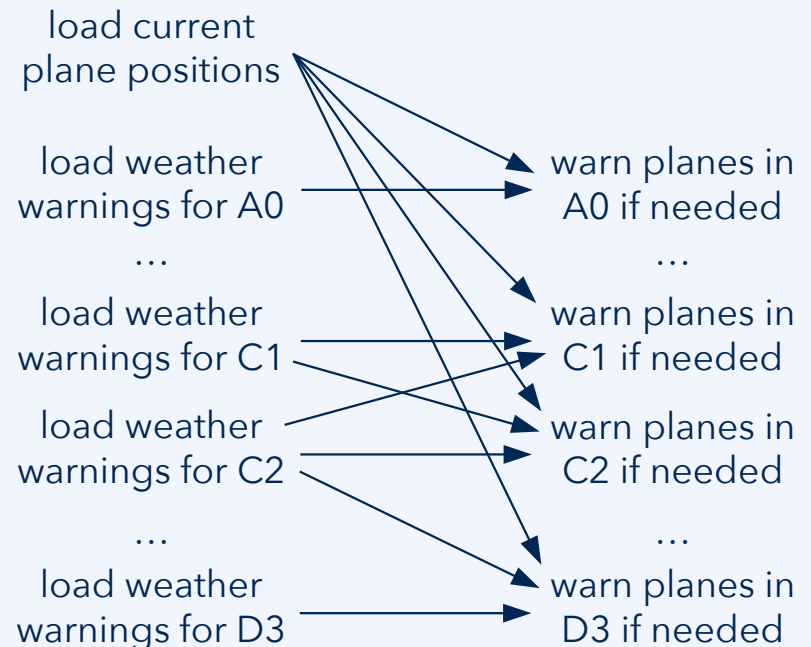 load current
plane positions
load weather
warnings for A0
...
load weather
warnings for C1
load weather
warnings for C2
...
load weather
warnings for D3
warn planes in
A0 if needed
...
warn planes in
C1 if needed
warn planes in
C2 if needed
...
warn planes in
D3 if needed